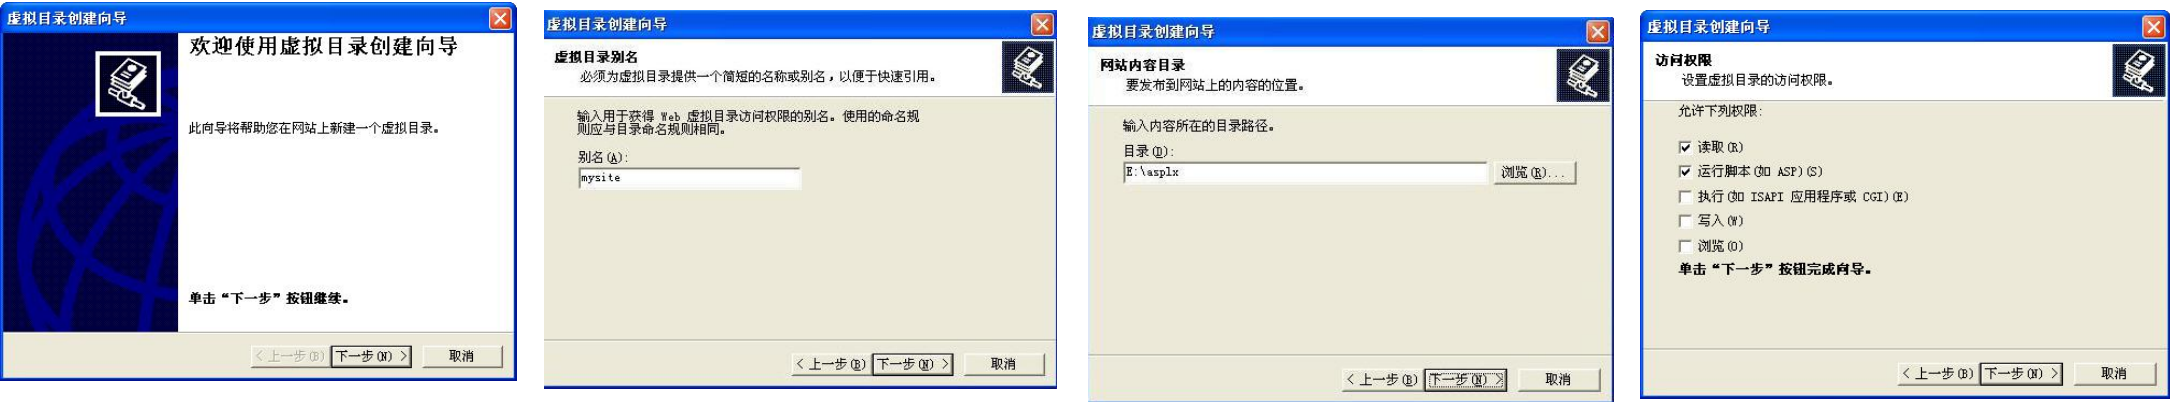 虚拟目录创建向导
欢迎使用虚拟目录创建向导
此向导将帮助您在网站上新建一个虚拟目录。
单击“下一步”按钮继续。
< 上一步(B) 下一步(N) > 取消
虚拟目录创建向导
虚拟目录别名
必须为虚拟目录提供一个简短的名称或别名，以便于快速引用。
输入用于获得 Web 虚拟目录访问权限的别名。使用的命名规
则应与目录命名规则相同。
别名(A):
mysite
< 上一步(B) 下一步(N) > 取消
虚拟目录创建向导
网站内容目录
要发布到网站上的内容的位置。
输入内容所在的目录路径。
目录(D):
E:\asplx 浏览(R)...
< 上一步(B) 下一步(N) > 取消
虚拟目录创建向导
访问权限
设置虚拟目录的访问权限。
允许下列权限:
读取(R)
运行脚本(如 ASP)(S)
执行(如 ISAPI 应用程序或 CGI)(E)
写入(W)
浏览(O)
单击“下一步”按钮完成向导。
< 上一步(B) 下一步(N) > 取消